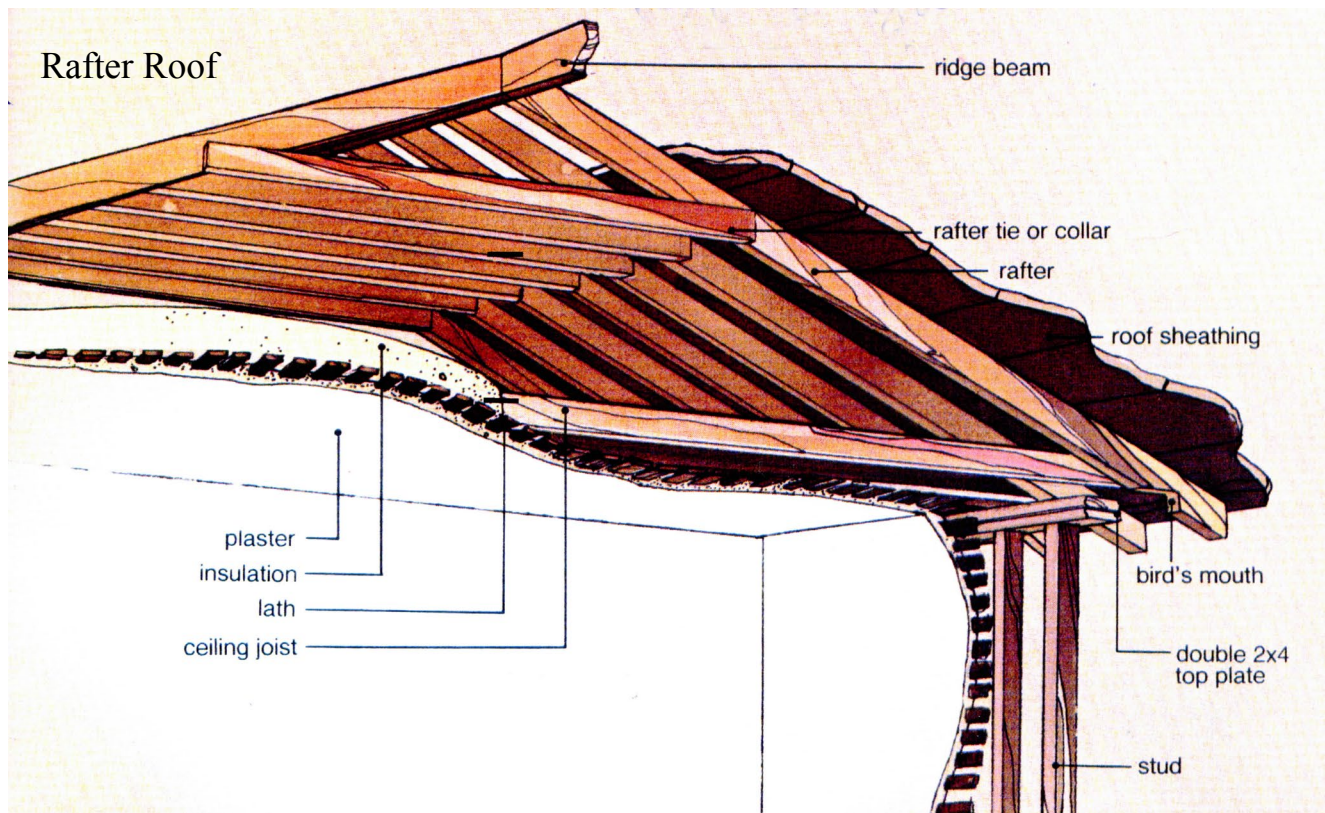 Rafter Roof
ridge beam
rafter tie or collar
rafter
roof sheathing
plaster
insulation
lath
ceiling joist
bird's mouth
double 2x4
top plate
stud